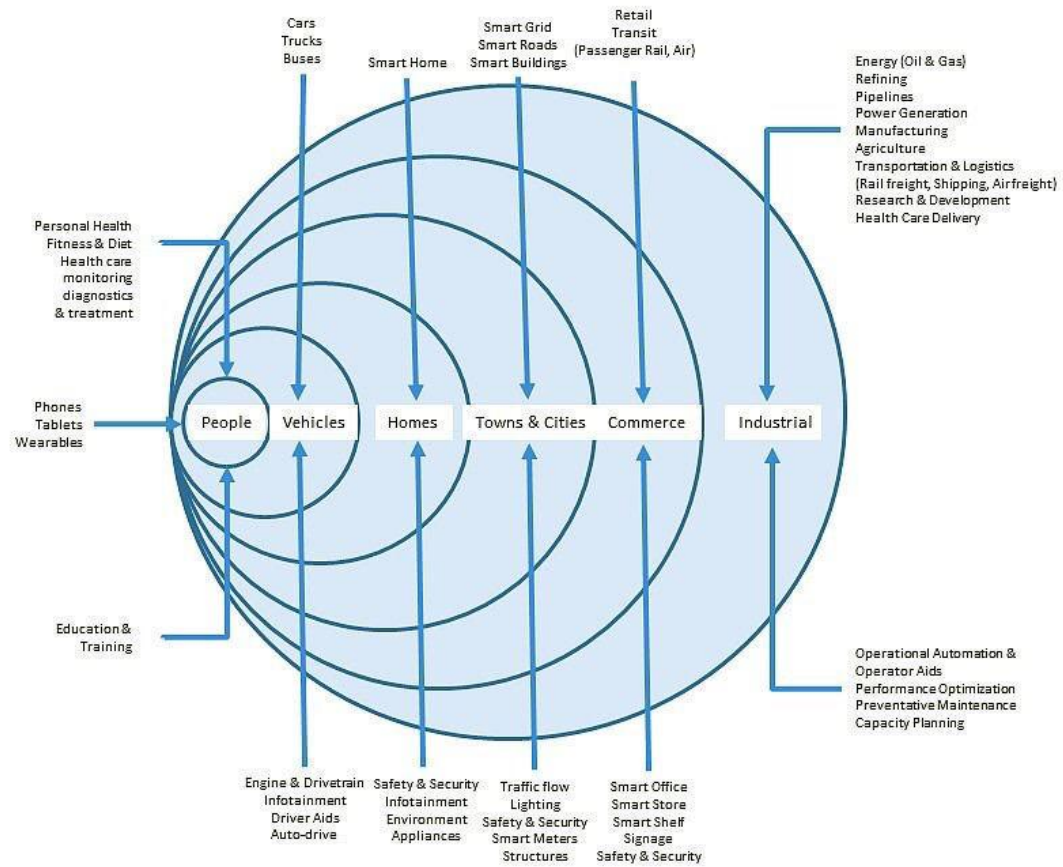 Cars
Trucks
Buses
Smart Home
Smart Grid
Smart Roads
Smart Buildings
Retail
Transit
(Passenger Rail, Air)
Energy (Oil & Gas)
Refining
Pipelines
Power Generation
Manufacturing
Agriculture
Transportation & Logistics
(Rail freight, Shipping, Airfreight)
Research & Development
Health Care Delivery
Personal Health
Fitness & Diet
Health care
monitoring
diagnostics
& treatment
Phones
Tablets
Wearables
People
Vehicles
Homes
Towns & Cities
Commerce
Industrial
Education &
Training
Operational Automation &
Operator Aids
Performance Optimization
Preventative Maintenance
Capacity Planning
Engine & Drivetrain
Infotainment
Driver Aids
Auto-drive
Safety & Security
Infotainment
Environment
Appliances
Traffic flow
Lighting
Safety & Security
Smart Meters
Structures
Smart Office
Smart Store
Smart Shelf
Signage
Safety & Security